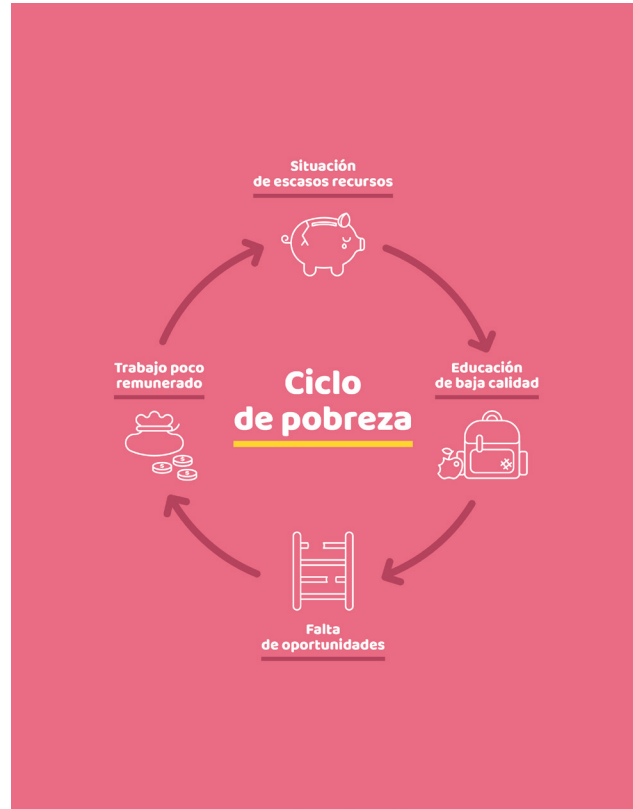 Situación
de escasos recursos
Trabajo poco
remunerado
Ciclo
de pobreza
Educación
de baja calidad
Falta
de oportunidades